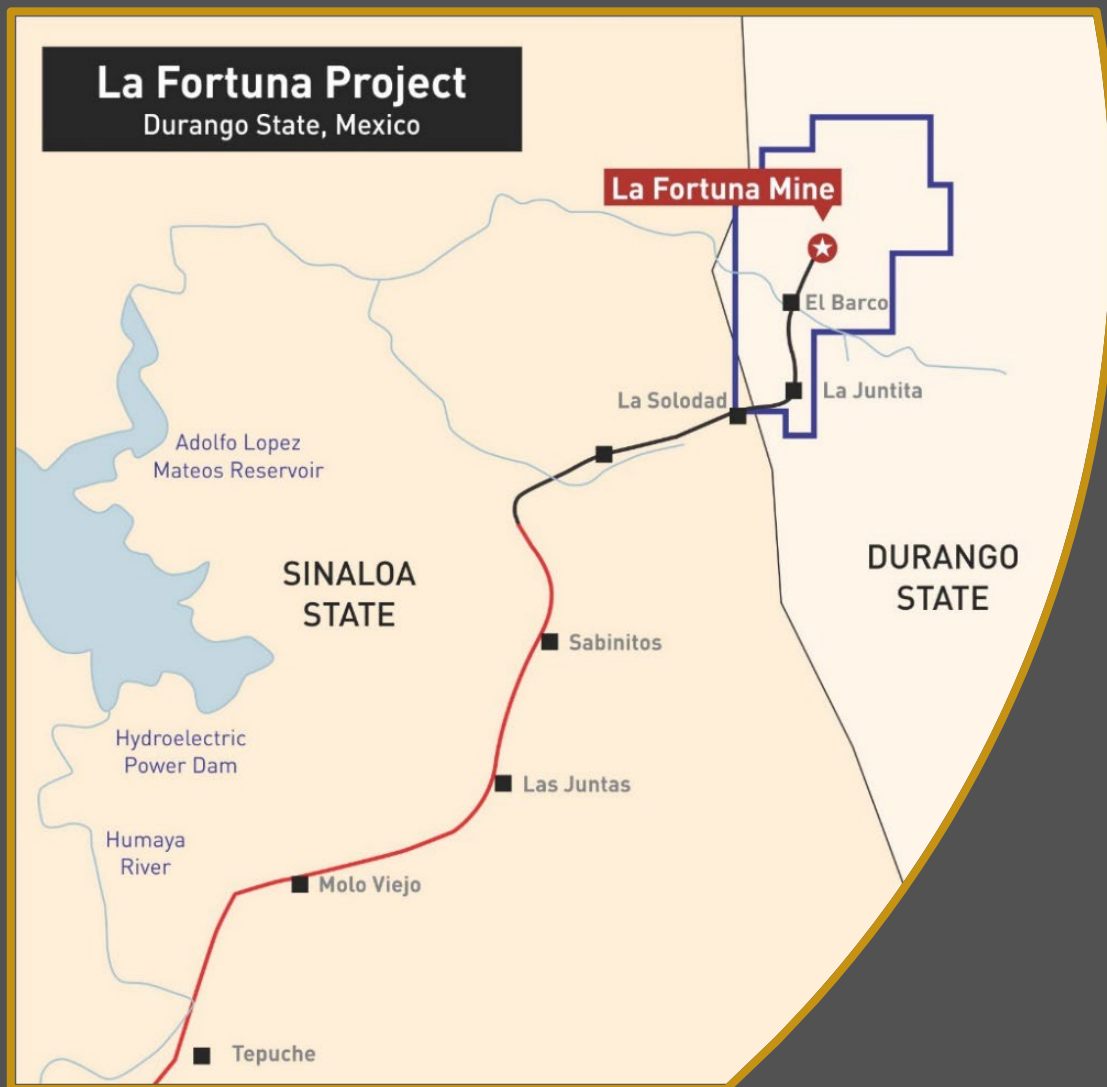 La Fortuna Project
Durango State, Mexico
La Fortuna Mine
El Barco
La Juntita
La Solodad
Adolfo Lopez
Mateos Reservoir
SINALOA
STATE
DURANGO
STATE
Sabinitos
Hydroelectric
Power Dam
Las Juntas
Humaya
River
Molo Viejo
Tepuche